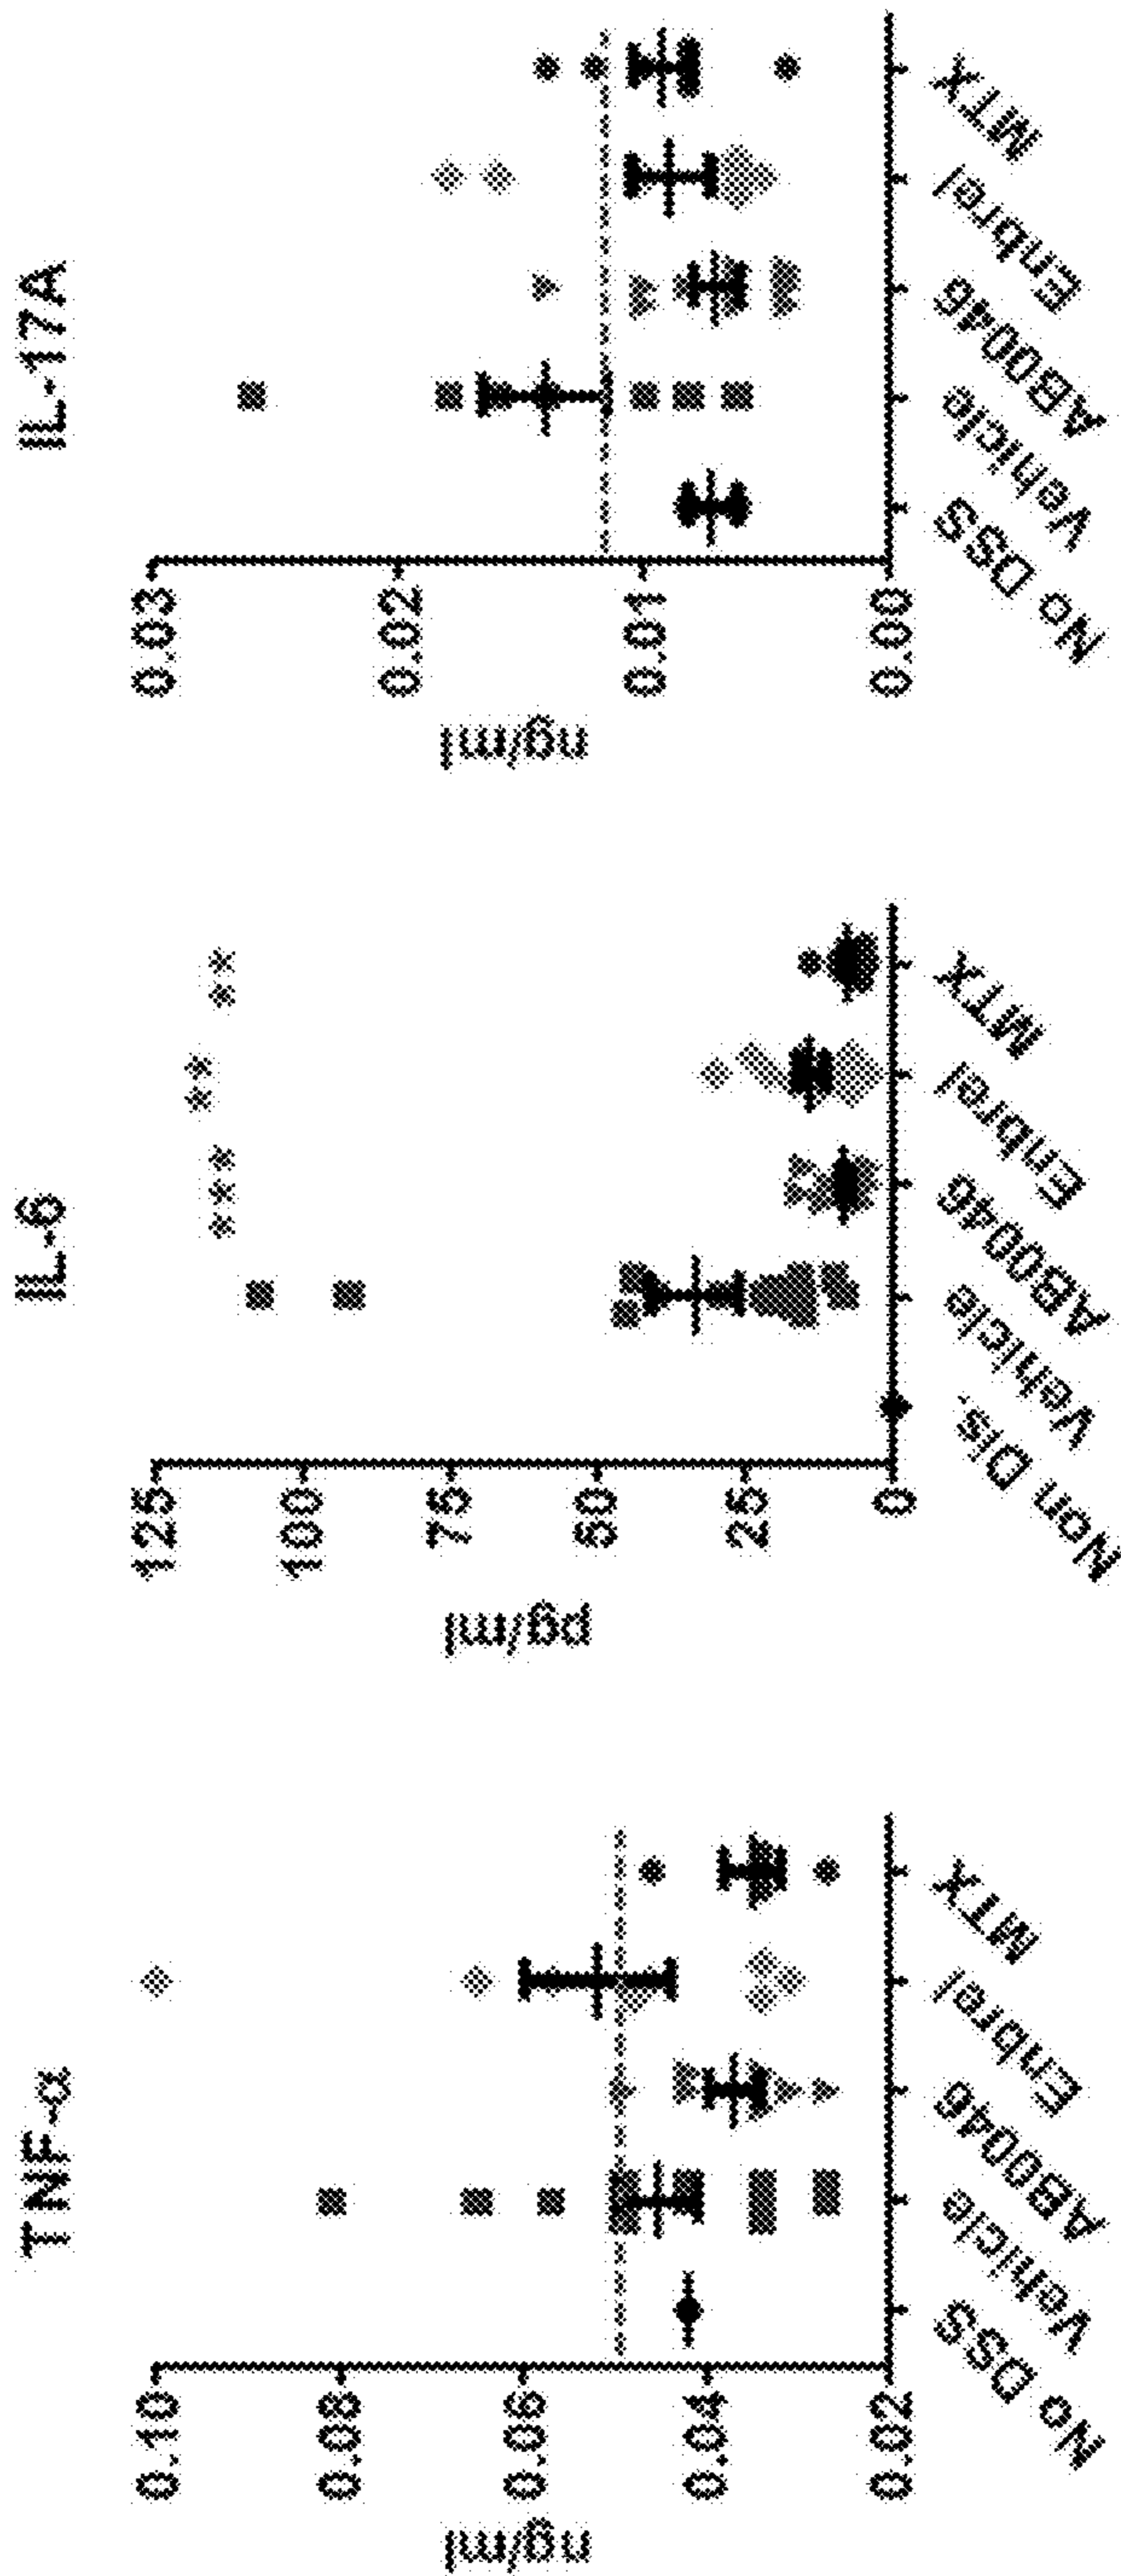 TNF-α
ng/ml
0.10
0.08
0.06
0.04
0.02
No DSS
Vehicle
AB0046
Enbrel
MTX
IL-6
pg/ml
125
100
75
50
25
0
***
**
**
Non Dis.
Vehicle
AB0046
Enbrel
MTX
IL-17A
ng/ml
0.03
0.02
0.01
0.00
No DSS
Vehicle
AB0046
Enbrel
MTX